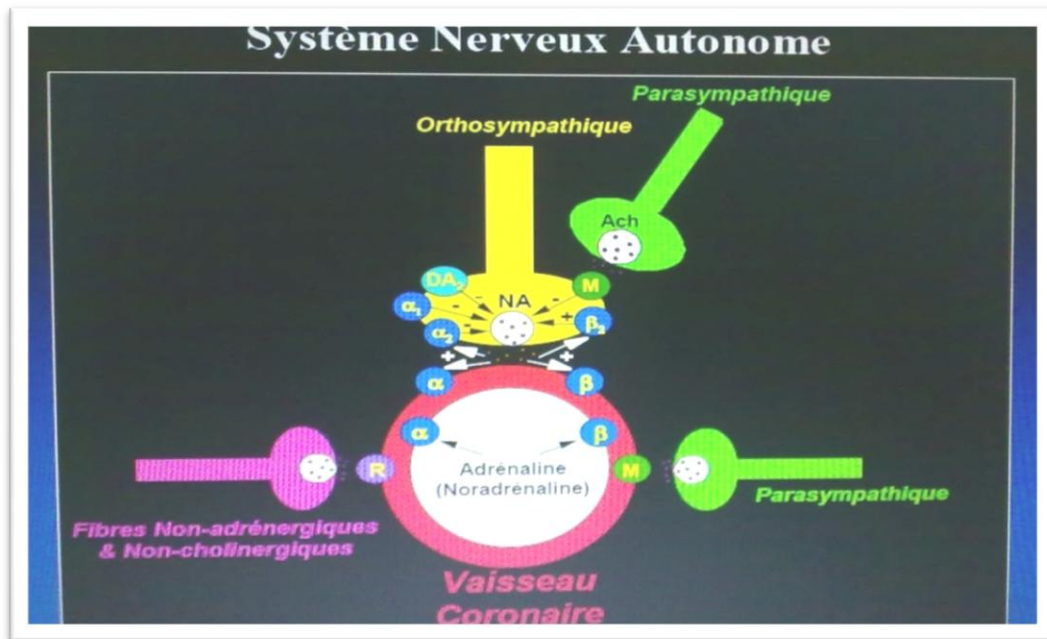 Système Nerveux Autonome
Parasympathique
Orthosympathique
Ach
DA₂
M
NA
α₁
α₂
β₂
- - - - +
+ +
α
β
α
β
R
Adrénaline
(Noradrénaline)
M
Parasympathique
Fibres Non-adrénergiques
& Non-cholinergiques
Vaisseau
Coronaire